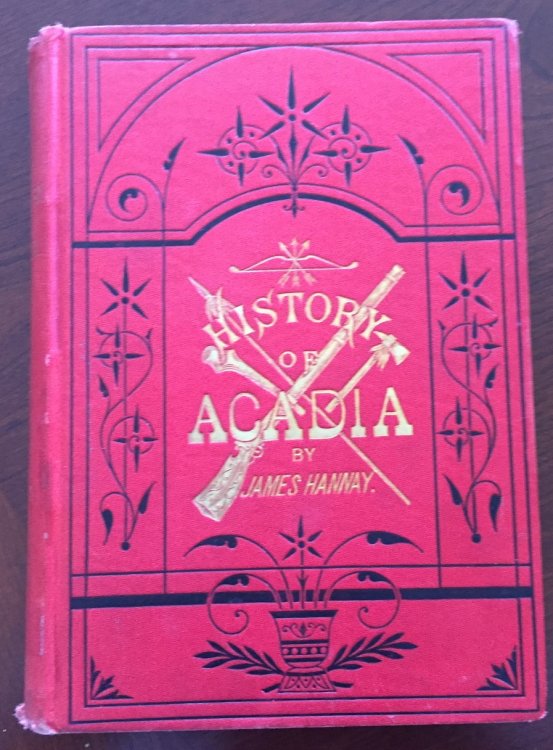 HISTORY
OF
ACADIA
BY
JAMES HANNAY.